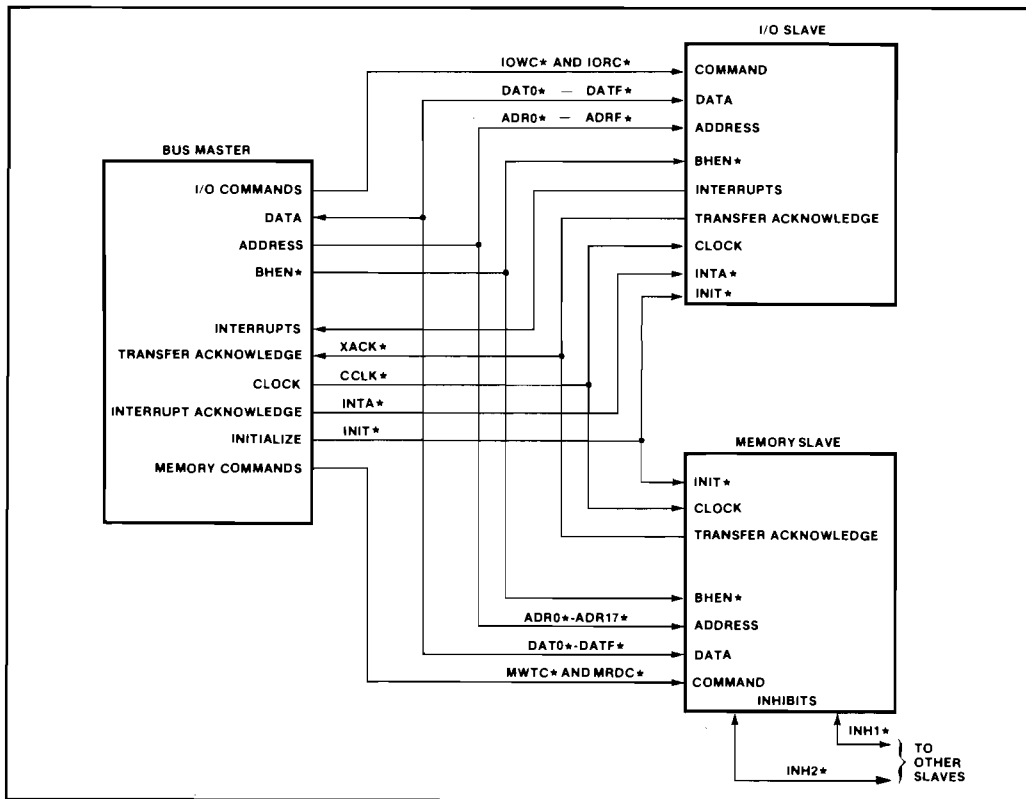 I/O SLAVE
IOWC* AND IORC*
COMMAND
DAT0* — DATF*
DATA
ADR0* — ADRF*
ADDRESS
BUS MASTER
BHEN*
I/O COMMANDS
INTERRUPTS
DATA
TRANSFER ACKNOWLEDGE
ADDRESS
CLOCK
BHEN*
INTA*
INIT*
INTERRUPTS
XACK*
TRANSFER ACKNOWLEDGE
CLOCK
CCLK*
INTERRUPT ACKNOWLEDGE
INTA*
INITIALIZE
INIT*
MEMORY COMMANDS
MEMORY SLAVE
INIT*
CLOCK
TRANSFER ACKNOWLEDGE
BHEN*
ADR0*-ADR17*
ADDRESS
DAT0*-DATF*
DATA
MWTC* AND MRDC*
COMMAND
INHIBITS
INH1*
INH2*
TO
OTHER
SLAVES